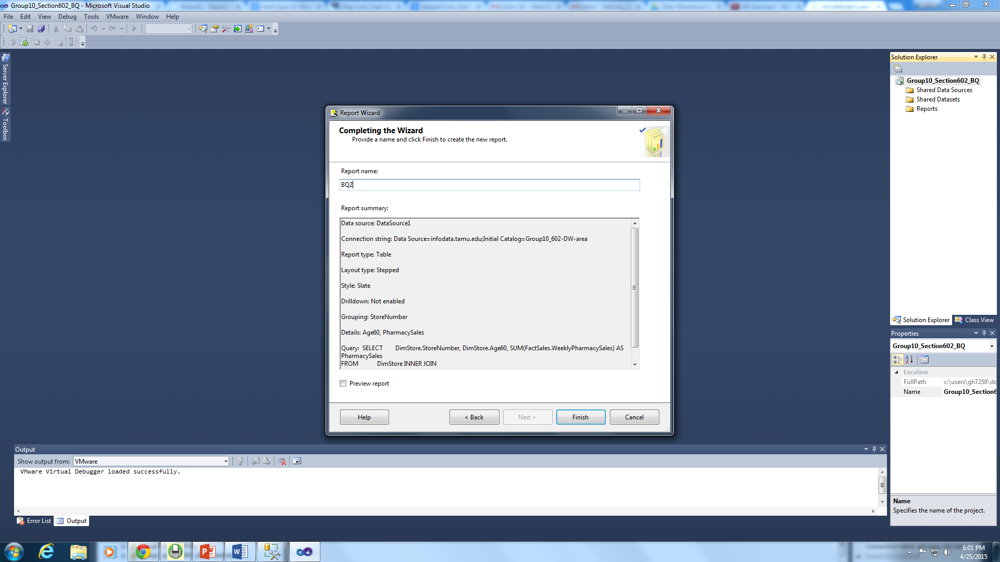 Group10_Section602_BQ - Microsoft Visual Studio
File Edit View Debug Tools VMware Window Help
Server Explorer
Toolbox
Solution Explorer
Group10_Section602_BQ
Shared Data Sources
Shared Datasets
Reports
Report Wizard
Completing the Wizard
Provide a name and click Finish to create the new report.
Report name:
BQ2
Report summary:
Data source: DataSource1
Connection string: Data Source=infodata.tamu.edu;Initial Catalog=Group10_602-DW-area
Report type: Table
Layout type: Stepped
Style: Slate
Drilldown: Not enabled
Grouping: StoreNumber
Details: Age60, PharmacySales
Query: SELECT DimStore.StoreNumber, DimStore.Age60, SUM(FactSales.WeeklyPharmacySales) AS
PharmacySales
FROM DimStore INNER JOIN
Preview report
Help < Back Next > Finish Cancel
Solution Explorer Class View
Properties
Group10_Section602_BQ
Location
FullPath c:\users\gh7258\dc
Name Group10_Section6
Name
Specifies the name of the project.
Output
Show output from: VMware
VMware Virtual Debugger loaded successfully.
Error List Output
6:01 PM
4/25/2015